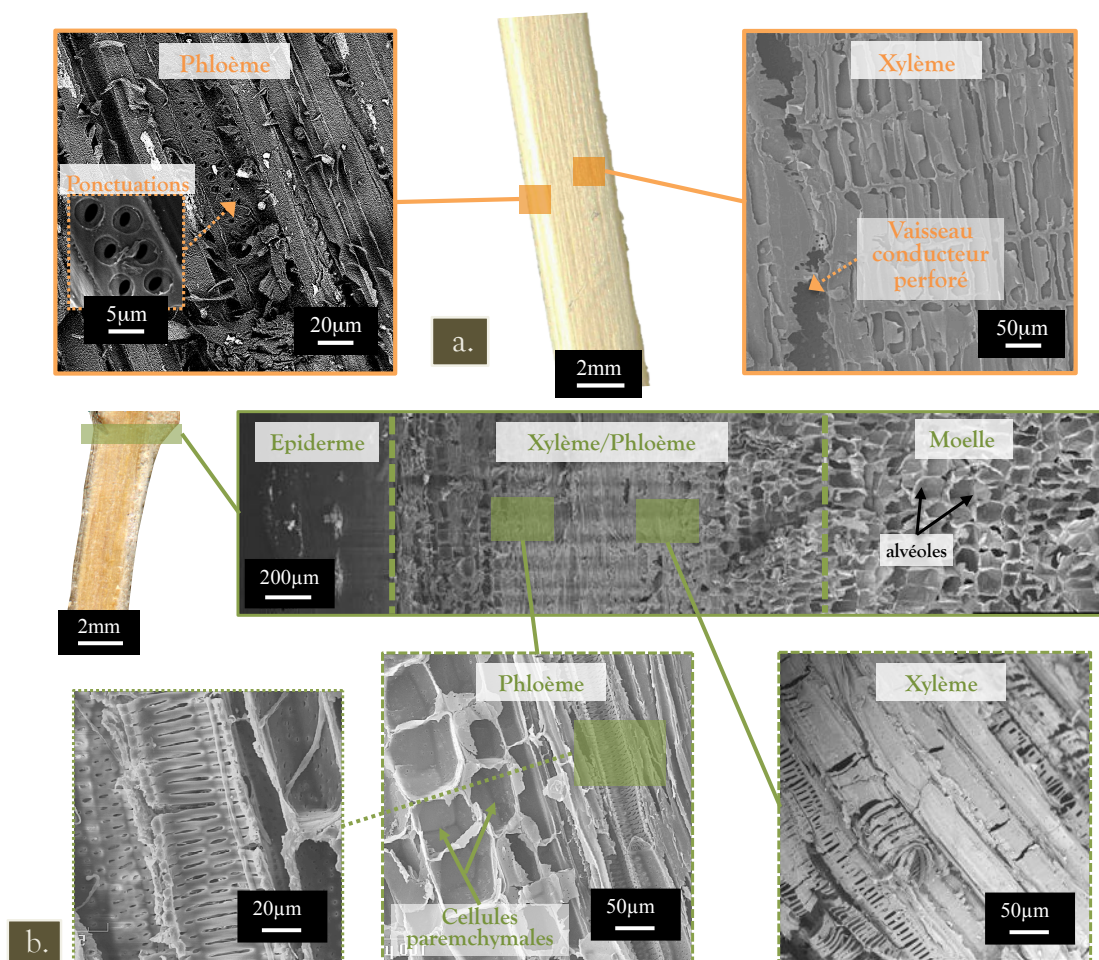 Phloème
Ponctuations
5µm
20µm
a.
2mm
Xylème
Vaisseau
conducteur
perforé
50µm
2mm
Epiderme
Xylème/Phloème
Moelle
alvéoles
200µm
20µm
b.
Phloème
Cellules
paremchymales
50µm
Xylème
50µm